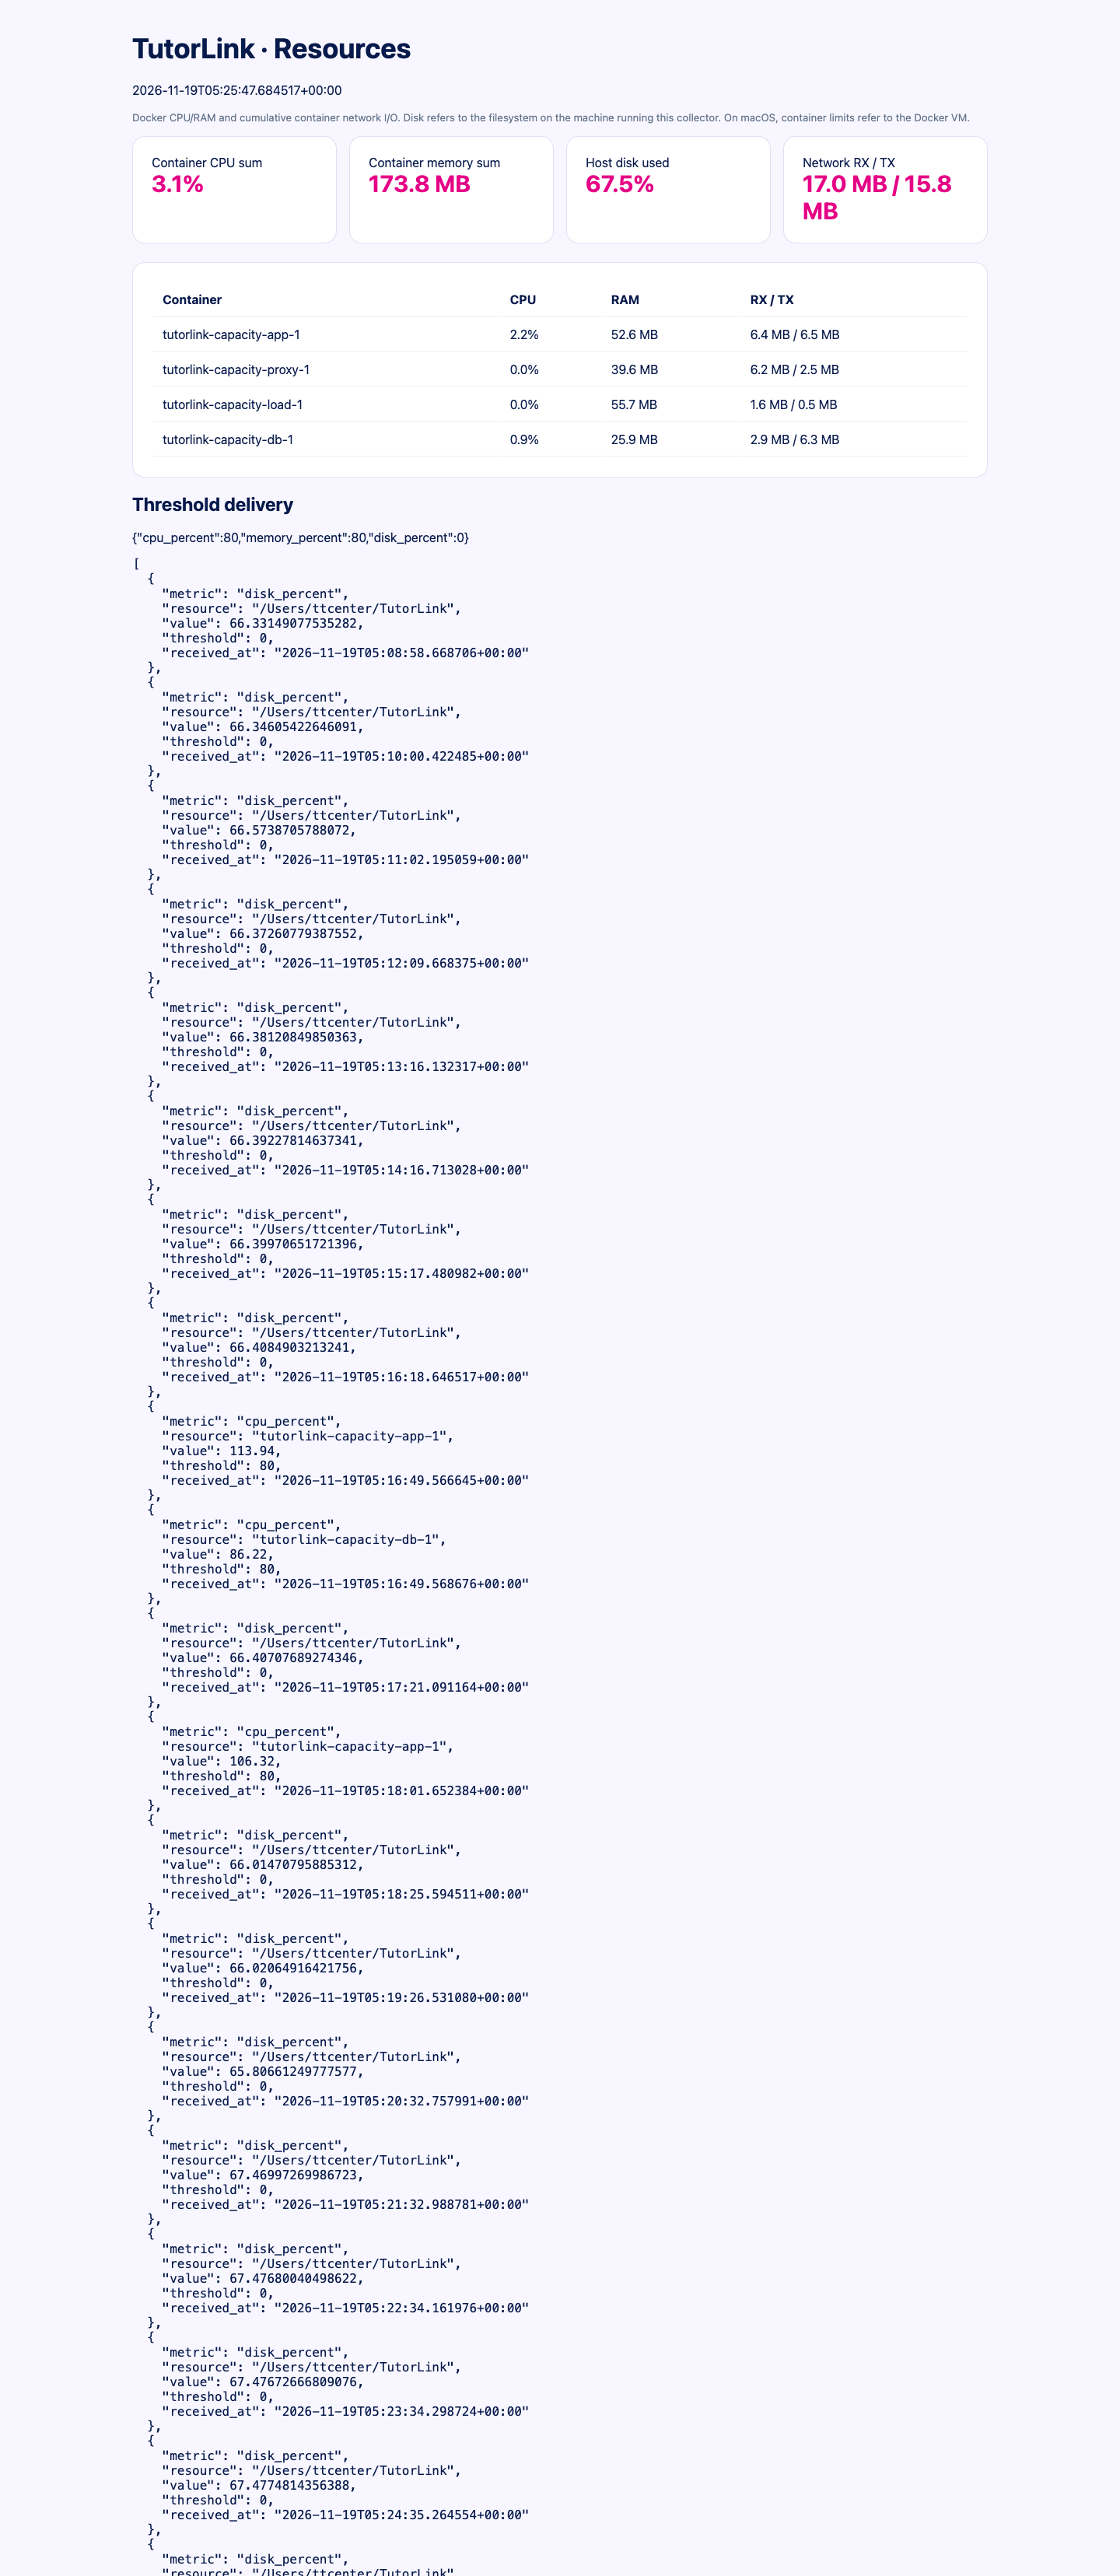 TutorLink · Resources
2026-11-19T05:25:47.684517+00:00
Docker CPU/RAM and cumulative container network I/O. Disk refers to the filesystem on the machine running this collector. On macOS, container limits refer to the Docker VM.
Container CPU sum
3.1%
Container memory sum
173.8 MB
Host disk used
67.5%
Network RX / TX
17.0 MB / 15.8
MB
Container CPU RAM RX / TX
tutorlink-capacity-app-1 2.2% 52.6 MB 6.4 MB / 6.5 MB
tutorlink-capacity-proxy-1 0.0% 39.6 MB 6.2 MB / 2.5 MB
tutorlink-capacity-load-1 0.0% 55.7 MB 1.6 MB / 0.5 MB
tutorlink-capacity-db-1 0.9% 25.9 MB 2.9 MB / 6.3 MB
Threshold delivery
{"cpu_percent":80,"memory_percent":80,"disk_percent":0}
[
  {
    "metric": "disk_percent",
    "resource": "/Users/ttcenter/TutorLink",
    "value": 66.33149077535282,
    "threshold": 0,
    "received_at": "2026-11-19T05:08:58.668706+00:00"
  },
  {
    "metric": "disk_percent",
    "resource": "/Users/ttcenter/TutorLink",
    "value": 66.34605422646091,
    "threshold": 0,
    "received_at": "2026-11-19T05:10:00.422485+00:00"
  },
  {
    "metric": "disk_percent",
    "resource": "/Users/ttcenter/TutorLink",
    "value": 66.5738705788072,
    "threshold": 0,
    "received_at": "2026-11-19T05:11:02.195059+00:00"
  },
  {
    "metric": "disk_percent",
    "resource": "/Users/ttcenter/TutorLink",
    "value": 66.37260779387552,
    "threshold": 0,
    "received_at": "2026-11-19T05:12:09.668375+00:00"
  },
  {
    "metric": "disk_percent",
    "resource": "/Users/ttcenter/TutorLink",
    "value": 66.38120849850363,
    "threshold": 0,
    "received_at": "2026-11-19T05:13:16.132317+00:00"
  },
  {
    "metric": "disk_percent",
    "resource": "/Users/ttcenter/TutorLink",
    "value": 66.39227814637341,
    "threshold": 0,
    "received_at": "2026-11-19T05:14:16.713028+00:00"
  },
  {
    "metric": "disk_percent",
    "resource": "/Users/ttcenter/TutorLink",
    "value": 66.39970651721396,
    "threshold": 0,
    "received_at": "2026-11-19T05:15:17.480982+00:00"
  },
  {
    "metric": "disk_percent",
    "resource": "/Users/ttcenter/TutorLink",
    "value": 66.4084903213241,
    "threshold": 0,
    "received_at": "2026-11-19T05:16:18.646517+00:00"
  },
  {
    "metric": "cpu_percent",
    "resource": "tutorlink-capacity-app-1",
    "value": 113.94,
    "threshold": 80,
    "received_at": "2026-11-19T05:16:49.566645+00:00"
  },
  {
    "metric": "cpu_percent",
    "resource": "tutorlink-capacity-db-1",
    "value": 86.22,
    "threshold": 80,
    "received_at": "2026-11-19T05:16:49.568676+00:00"
  },
  {
    "metric": "disk_percent",
    "resource": "/Users/ttcenter/TutorLink",
    "value": 66.40707689274346,
    "threshold": 0,
    "received_at": "2026-11-19T05:17:21.091164+00:00"
  },
  {
    "metric": "cpu_percent",
    "resource": "tutorlink-capacity-app-1",
    "value": 106.32,
    "threshold": 80,
    "received_at": "2026-11-19T05:18:01.652384+00:00"
  },
  {
    "metric": "disk_percent",
    "resource": "/Users/ttcenter/TutorLink",
    "value": 66.01470795885312,
    "threshold": 0,
    "received_at": "2026-11-19T05:18:25.594511+00:00"
  },
  {
    "metric": "disk_percent",
    "resource": "/Users/ttcenter/TutorLink",
    "value": 66.02064916421756,
    "threshold": 0,
    "received_at": "2026-11-19T05:19:26.531080+00:00"
  },
  {
    "metric": "disk_percent",
    "resource": "/Users/ttcenter/TutorLink",
    "value": 65.80661249777577,
    "threshold": 0,
    "received_at": "2026-11-19T05:20:32.757991+00:00"
  },
  {
    "metric": "disk_percent",
    "resource": "/Users/ttcenter/TutorLink",
    "value": 67.46997269986723,
    "threshold": 0,
    "received_at": "2026-11-19T05:21:32.988781+00:00"
  },
  {
    "metric": "disk_percent",
    "resource": "/Users/ttcenter/TutorLink",
    "value": 67.47680040498622,
    "threshold": 0,
    "received_at": "2026-11-19T05:22:34.161976+00:00"
  },
  {
    "metric": "disk_percent",
    "resource": "/Users/ttcenter/TutorLink",
    "value": 67.47672666809076,
    "threshold": 0,
    "received_at": "2026-11-19T05:23:34.298724+00:00"
  },
  {
    "metric": "disk_percent",
    "resource": "/Users/ttcenter/TutorLink",
    "value": 67.4774814356388,
    "threshold": 0,
    "received_at": "2026-11-19T05:24:35.264554+00:00"
  },
  {
    "metric": "disk_percent",
    "resource": "/Users/ttcenter/TutorLink"